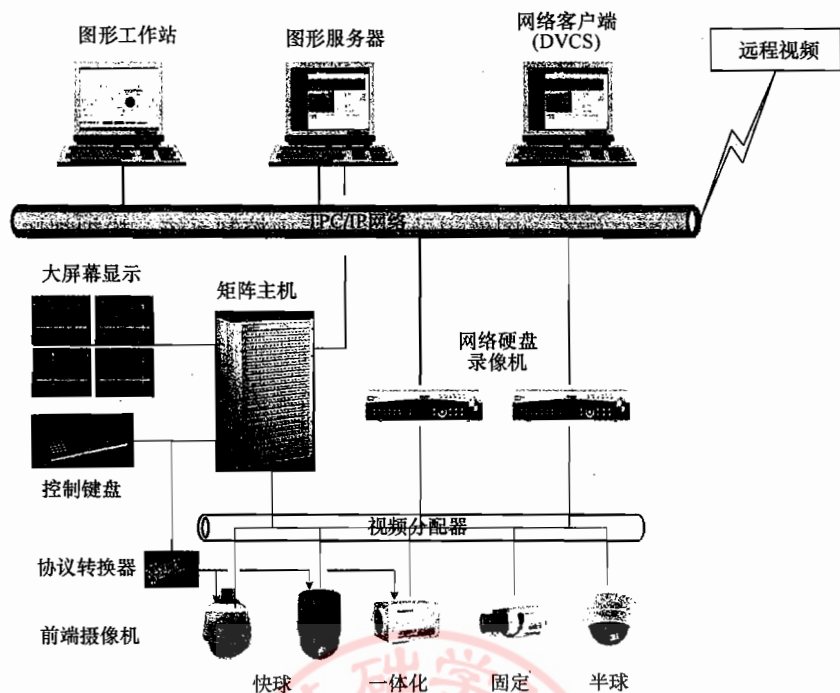 图形工作站
图形服务器
网络客户端
(DVCS)
远程视频
TPC/IP网络
大屏幕显示
矩阵主机
网络硬盘
录像机
控制键盘
视频分配器
协议转换器
前端摄像机
快球
一体化
固定
半球